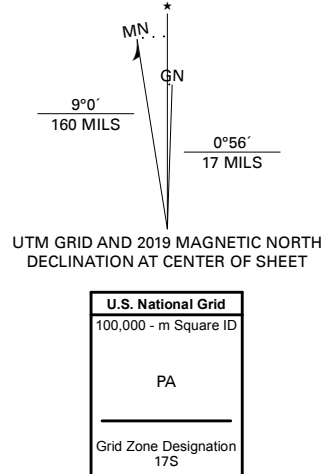 ★
MN
GN
9°0´
160 MILS
0°56´
17 MILS
UTM GRID AND 2019 MAGNETIC NORTH
DECLINATION AT CENTER OF SHEET
U.S. National Grid
100,000 - m Square ID
PA
Grid Zone Designation
17S